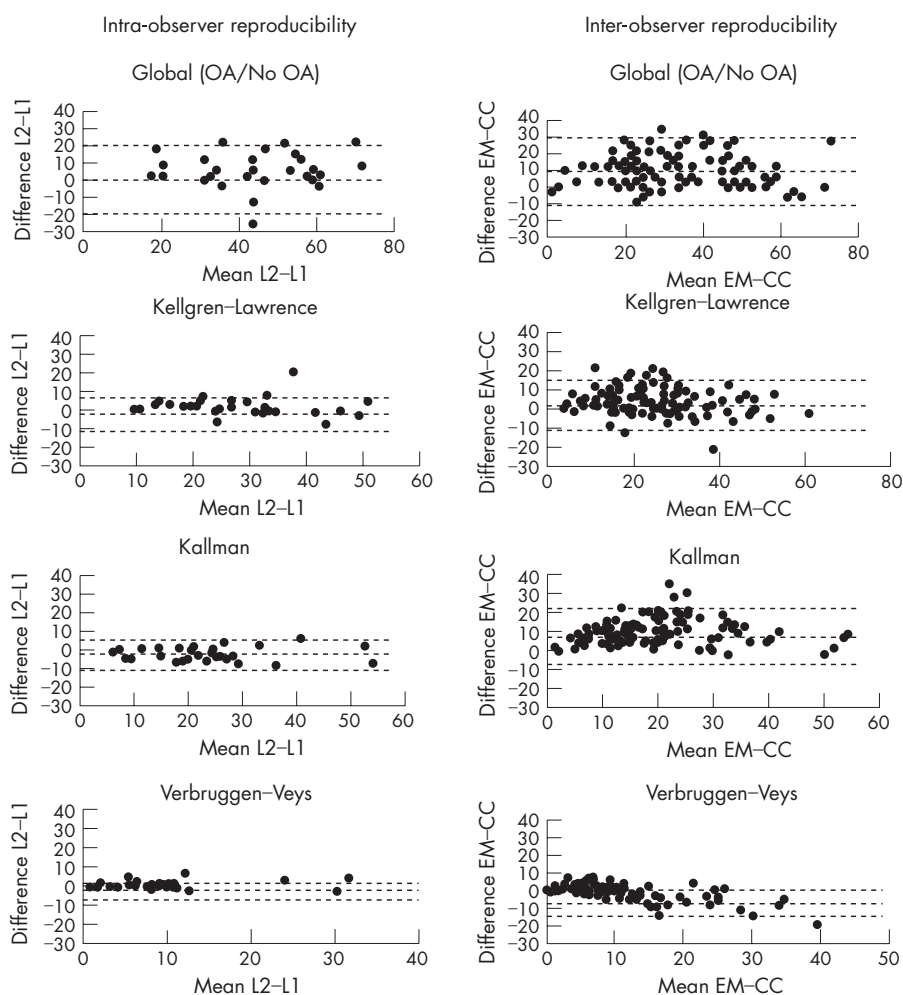 Intra-observer reproducibility
Inter-observer reproducibility
Global (OA/No OA)
Difference L2–L1
40
30
20
10
0
–10
–20
–30
0 20 40 60 80
Mean L2–L1
Global (OA/No OA)
Difference EM–CC
40
30
20
10
0
–10
–20
–30
0 20 40 60 80
Mean EM–CC
Kellgren–Lawrence
Difference L2–L1
40
30
20
10
0
–10
–20
–30
0 10 20 30 40 50 60
Mean L2–L1
Kellgren–Lawrence
Difference EM–CC
40
30
20
10
0
–10
–20
–30
0 20 40 60 80
Mean EM–CC
Kallman
Difference L2–L1
40
30
20
10
0
–10
–20
–30
0 10 20 30 40 50 60
Mean L2–L1
Kallman
Difference EM–CC
40
30
20
10
0
–10
–20
–30
0 10 20 30 40 50 60
Mean EM–CC
Verbruggen–Veys
Difference L2–L1
40
30
20
10
0
–10
–20
–30
0 10 20 30 40
Mean L2–L1
Verbruggen–Veys
Difference EM–CC
40
30
20
10
0
–10
–20
–30
0 10 20 30 40 50
Mean EM–CC